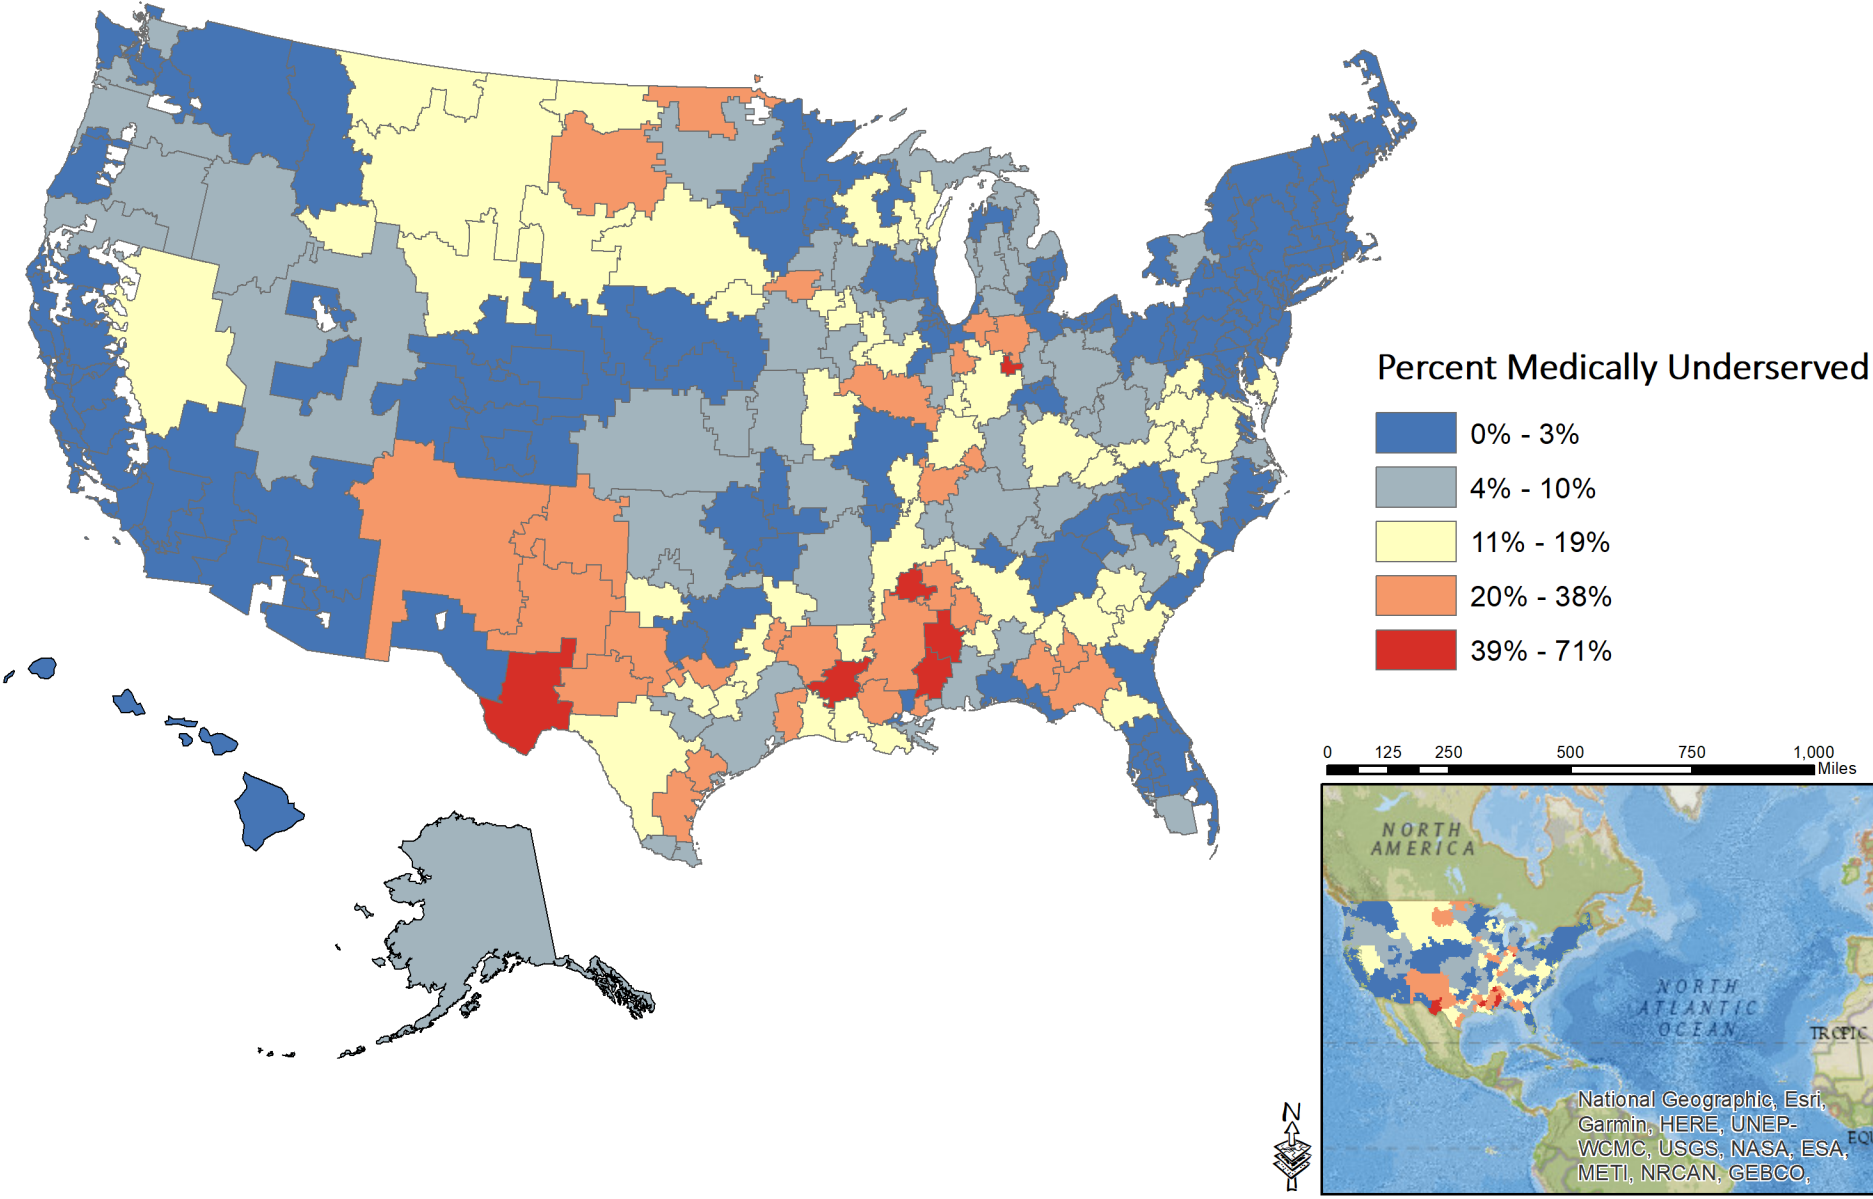 Percent Medically Underserved
0% - 3%
4% - 10%
11% - 19%
20% - 38%
39% - 71%
0 125 250 500 750 1,000
Miles
NORTH
AMERICA
NORTH
ATLANTIC
OCEAN
TROPIC
EQU
National Geographic, Esri,
Garmin, HERE, UNEP-
WCMC, USGS, NASA, ESA,
METI, NRCAN, GEBCO,
N